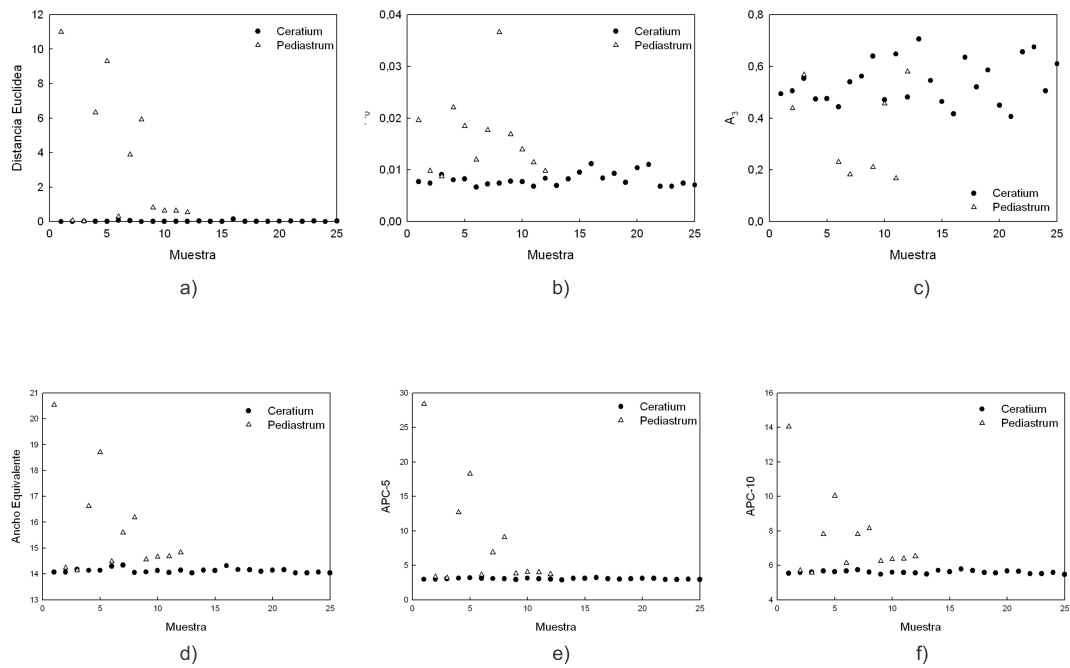 12
10
8
6
4
2
0
Distancia Euclidea
Ceratium
Pediastrum
0 5 10 15 20 25
Muestra
a)
0,04
0,03
0,02
0,01
0,00
Ceratium
Pediastrum
0 5 10 15 20 25
Muestra
b)
0,8
0,6
0,4
0,2
0,0
A3
Ceratium
Pediastrum
0 5 10 15 20 25
Muestra
c)
21
20
19
18
17
16
15
14
13
Ancho Equivalente
Ceratium
Pediastrum
0 5 10 15 20 25
Muestra
d)
30
25
20
15
10
5
0
APC-5
Ceratium
Pediastrum
0 5 10 15 20 25
Muestra
e)
16
14
12
10
8
6
4
APC-10
Ceratium
Pediastrum
0 5 10 15 20 25
Muestra
f)